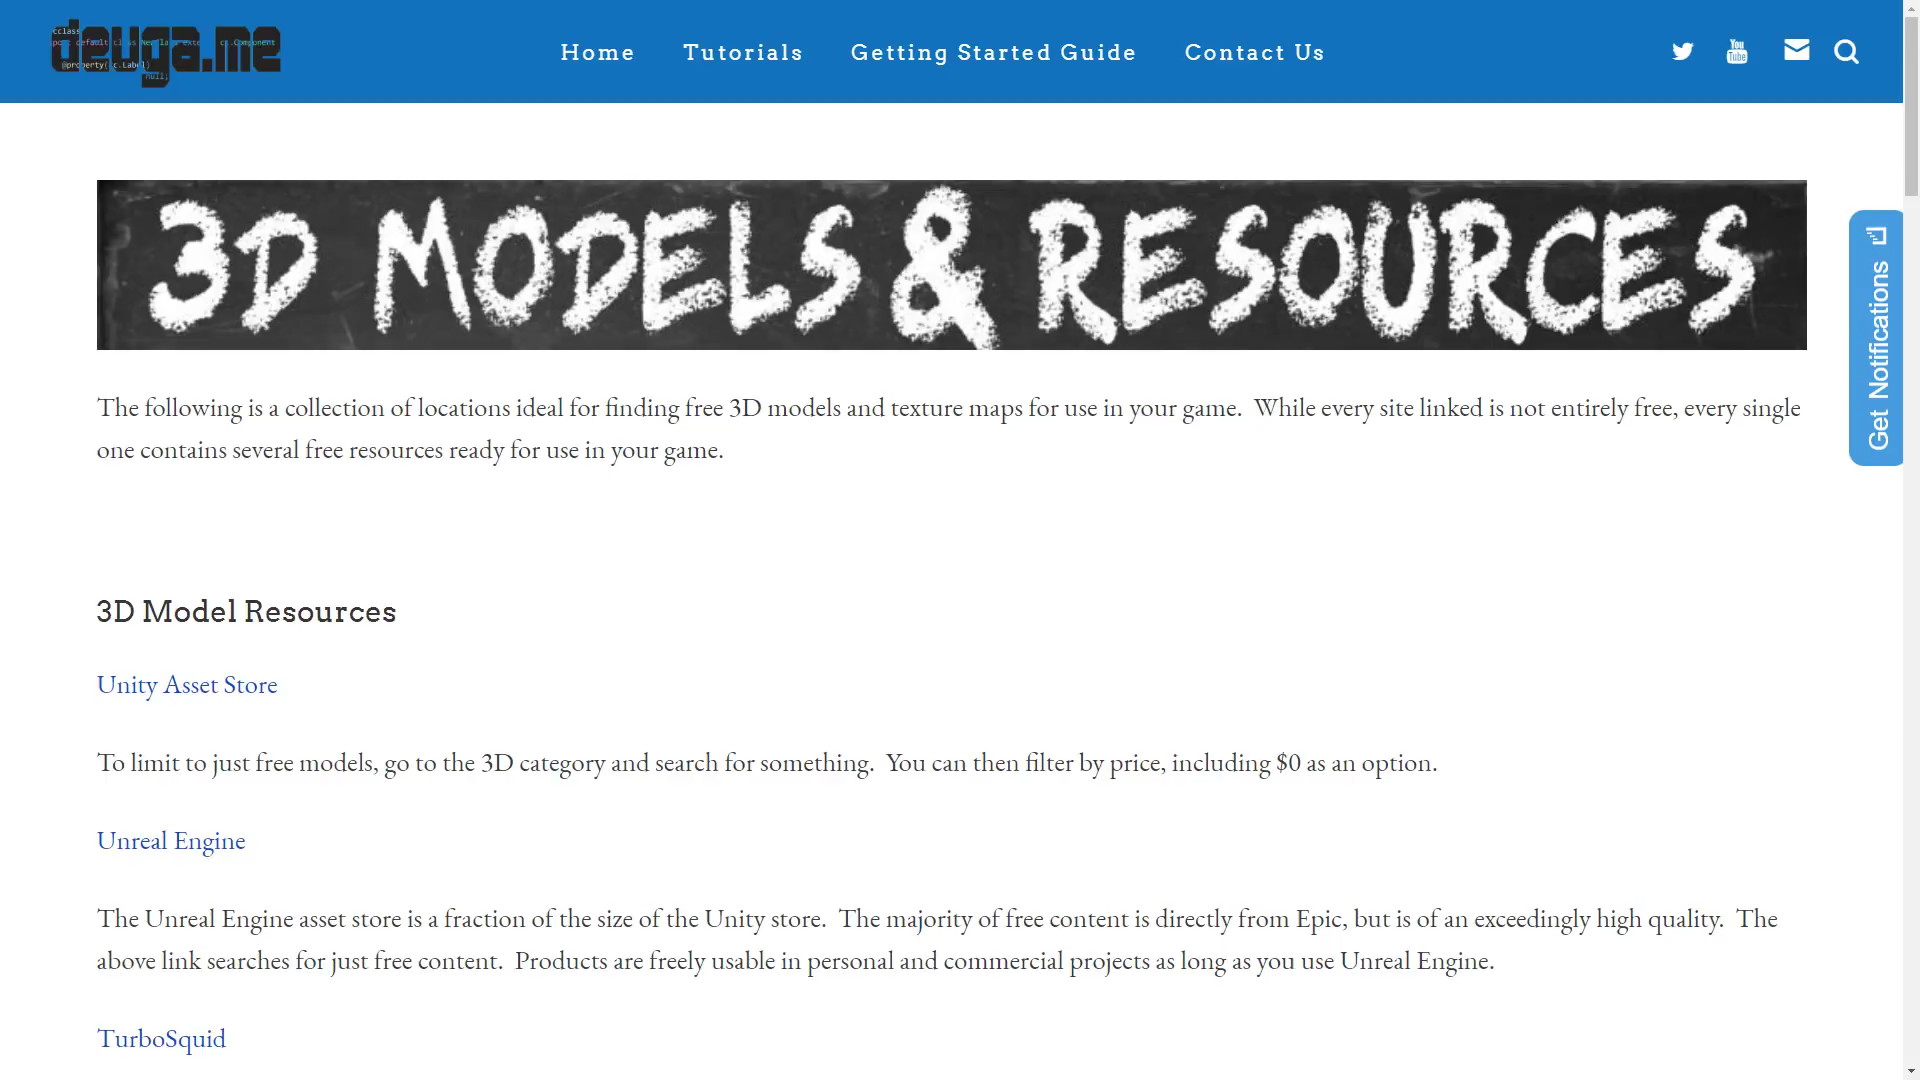 devga.me
Home
Tutorials
Getting Started Guide
Contact Us
You
Tube
3D MODELS & RESOURCES
Get Notifications
The following is a collection of locations ideal for finding free 3D models and texture maps for use in your game. While every site linked is not entirely free, every single
one contains several free resources ready for use in your game.
3D Model Resources
Unity Asset Store
To limit to just free models, go to the 3D category and search for something. You can then filter by price, including $0 as an option.
Unreal Engine
The Unreal Engine asset store is a fraction of the size of the Unity store. The majority of free content is directly from Epic, but is of an exceedingly high quality. The
above link searches for just free content. Products are freely usable in personal and commercial projects as long as you use Unreal Engine.
TurboSquid